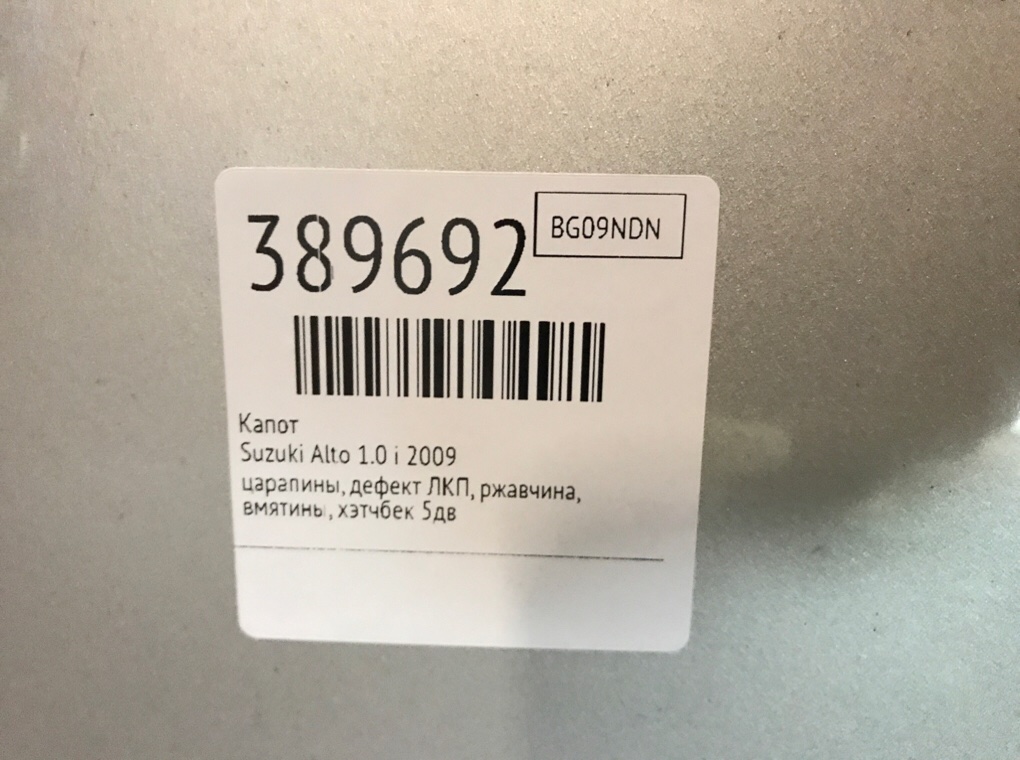 389692
BG09NDN
Капот
Suzuki Alto 1.0 i 2009
царапины, дефект ЛКП, ржавчина,
вмятины, хэтчбек 5дв